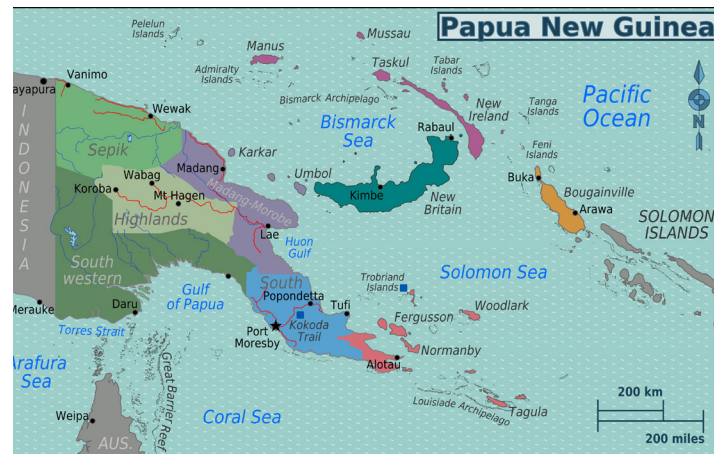 Papua New Guinea
Pelelun
Islands
Mussau
Manus
Taskul
Tabar
Islands
Admiralty
Islands
Bismarck Archipelago
New
Ireland
Tanga
Islands
Pacific
Ocean
N
Vanimo
ayapura
Wewak
Bismarck
Sea
Rabaul
Feni
Islands
INDONESIA
Sepik
Karkar
Madang
Umbol
Wabag
Koroba
Mt Hagen
Madang-Morobe
Kimbe
New
Britain
Buka
Bougainville
Arawa
SOLOMON
ISLANDS
Highlands
Lae
Huon
Gulf
South
western
Gulf
of Papua
South
Solomon Sea
Trobriand
Islands
Popondetta
Tufi
Woodlark
Merauke
Daru
Torres Strait
Port
Moresby
Kokoda
Trail
Fergusson
Normanby
Alotau
Arafura
Sea
Great Barrier Reef
Weipa
AUS.
Coral Sea
Louisiade Archipelago
Tagula
200 km
200 miles